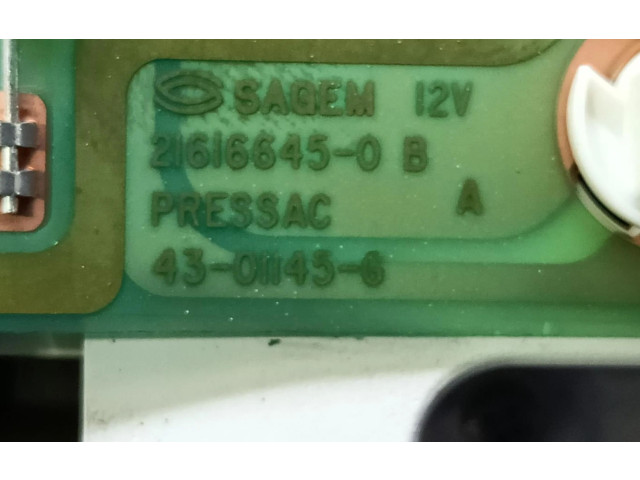 SAGEM 12V
21616645-0 B
PRESSAC A
43-01145-6